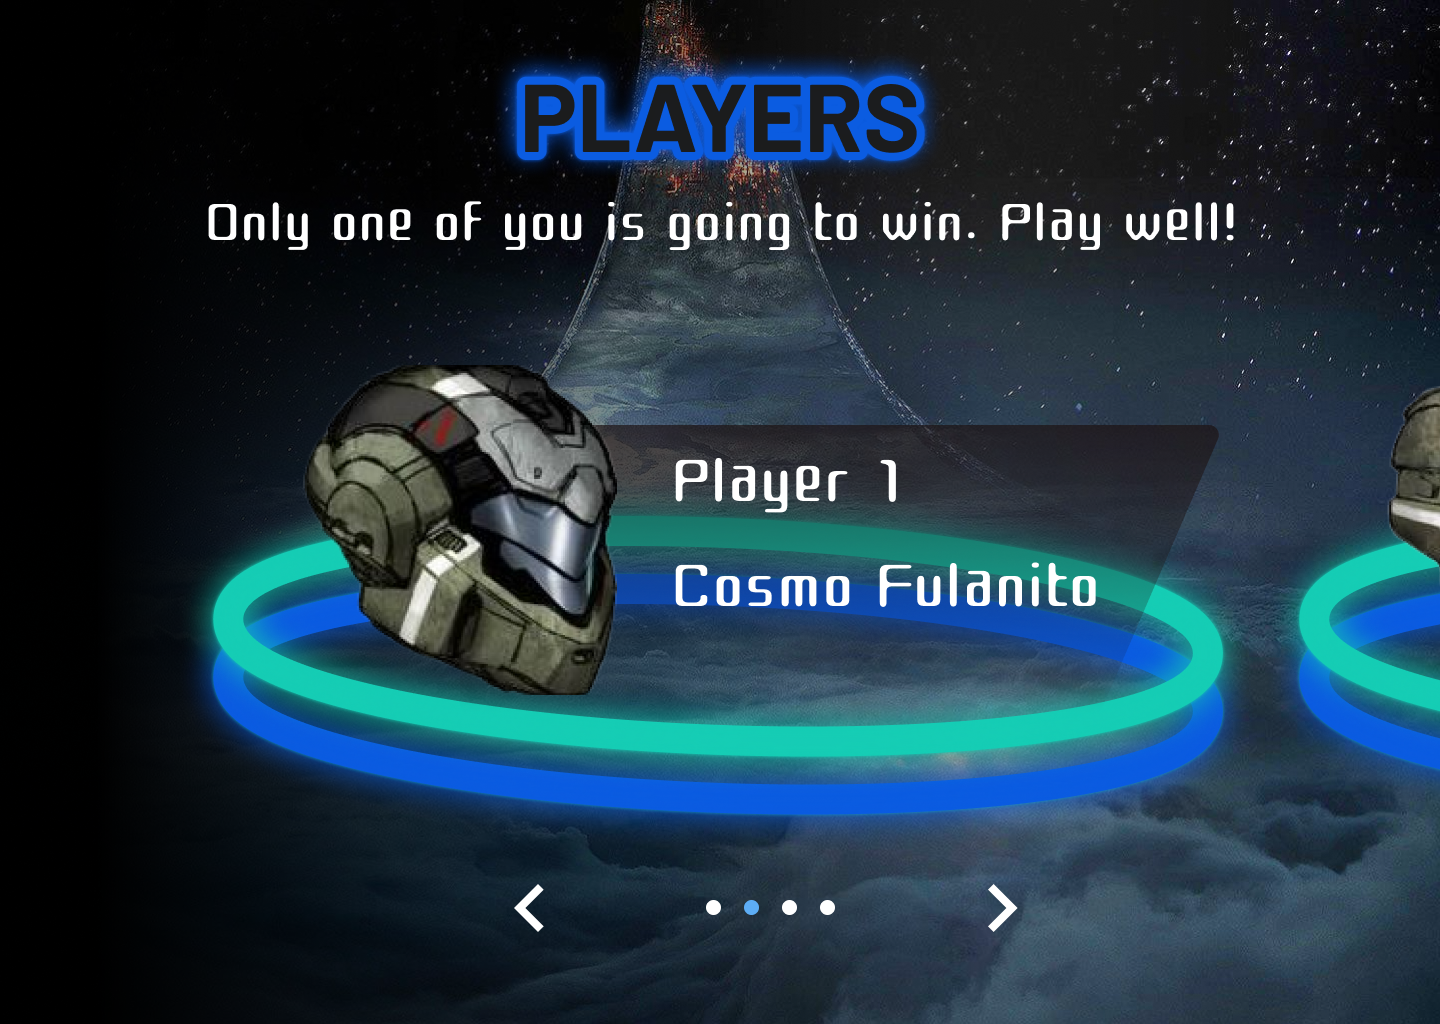 PLAYERS
Only one of you is going to win. Play well!
Player 1
Cosmo Fulanito